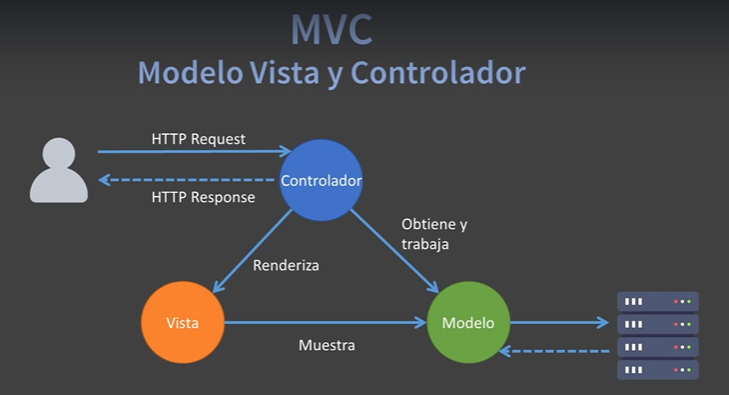 MVC
Modelo Vista y Controlador
HTTP Request
Controlador
HTTP Response
Obtiene y
trabaja
Renderiza
Vista
Modelo
Muestra